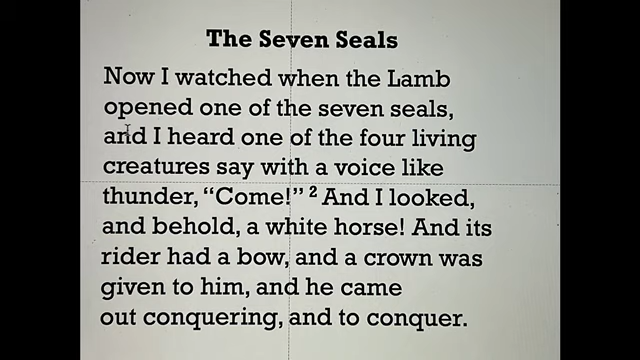 The Seven Seals
Now I watched when the Lamb
opened one of the seven seals,
and I heard one of the four living
creatures say with a voice like
thunder, “Come!” ² And I looked,
and behold, a white horse! And its
rider had a bow, and a crown was
given to him, and he came
out conquering, and to conquer.